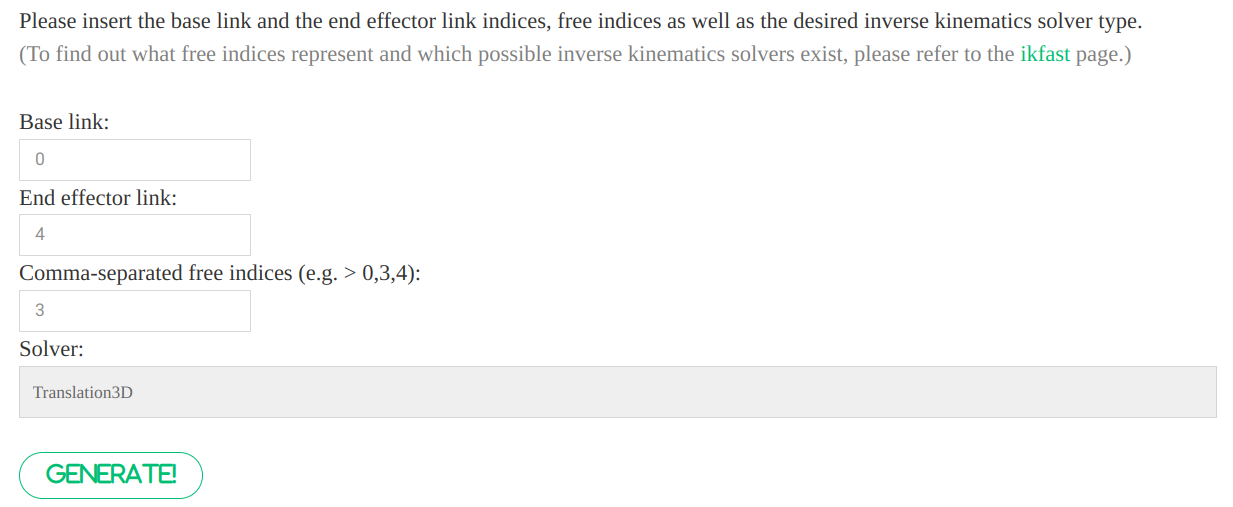 Please insert the base link and the end effector link indices, free indices as well as the desired inverse kinematics solver type.
(To find out what free indices represent and which possible inverse kinematics solvers exist, please refer to the ikfast page.)
Base link:
0
End effector link:
4
Comma-separated free indices (e.g. > 0,3,4):
3
Solver:
Translation3D
GENERATE!